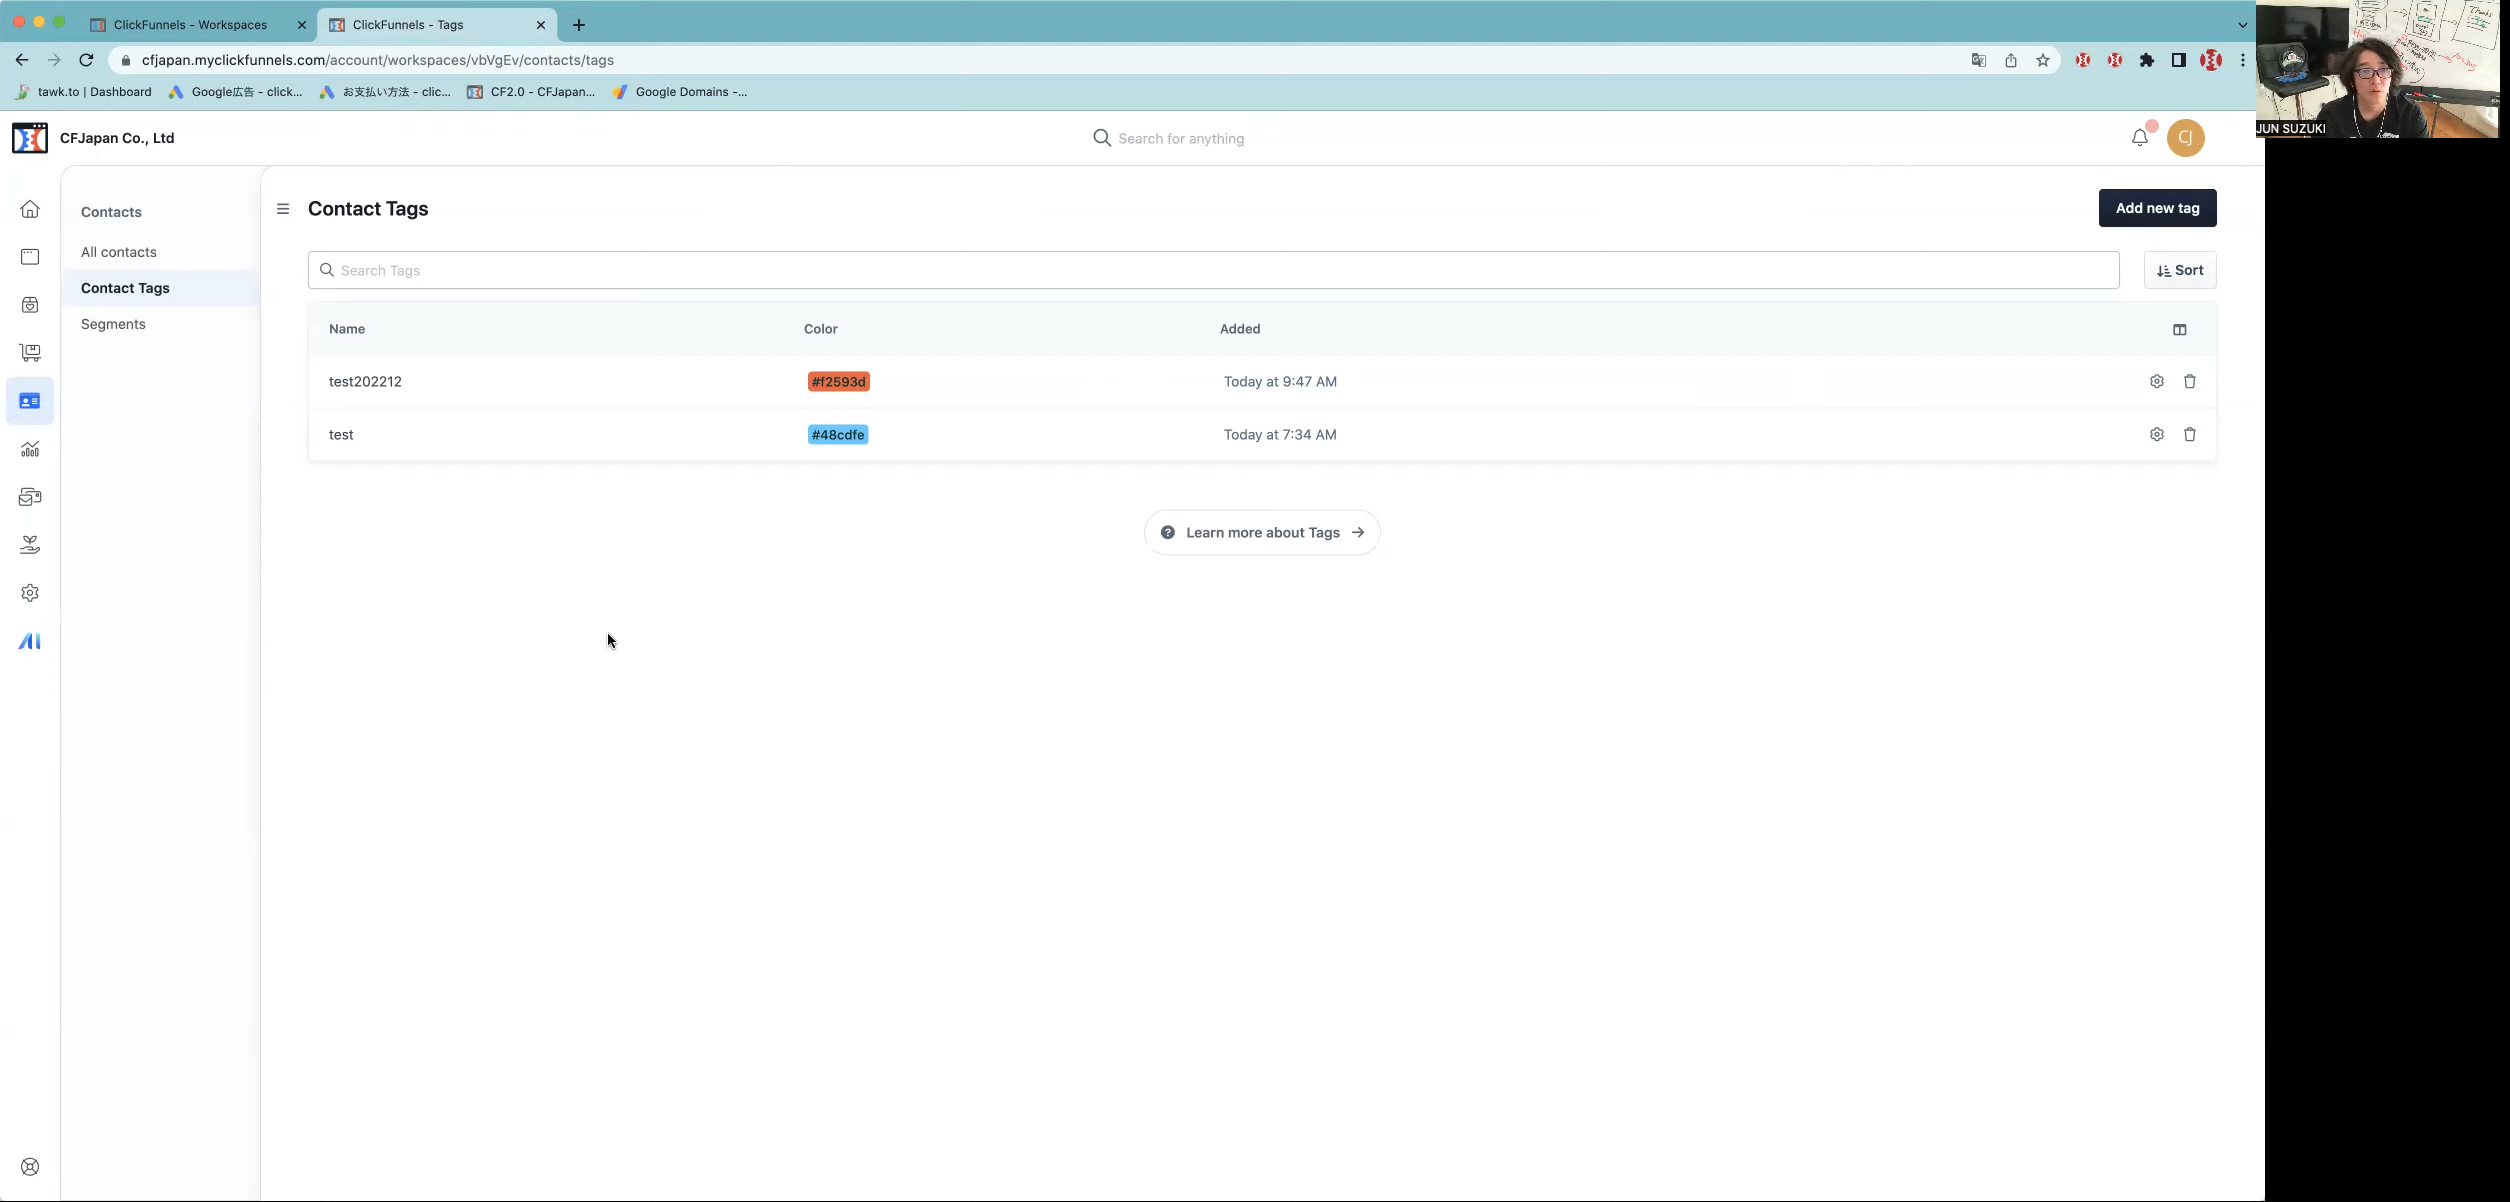 ClickFunnels - Workspaces
ClickFunnels - Tags
cfjapan.myclickfunnels.com/account/workspaces/vbVgEv/contacts/tags
tawk.to | Dashboard
Google広告 - click...
お支払い方法 - clic...
CF2.0 - CFJapan...
Google Domains -...
JUN SUZUKI
CFJapan Co., Ltd
Search for anything
CJ
Contacts
All contacts
Contact Tags
Segments
Contact Tags
Add new tag
Search Tags
Sort
Name Color Added
test202212 #f2593d Today at 9:47 AM
test #48cdfe Today at 7:34 AM
Learn more about Tags